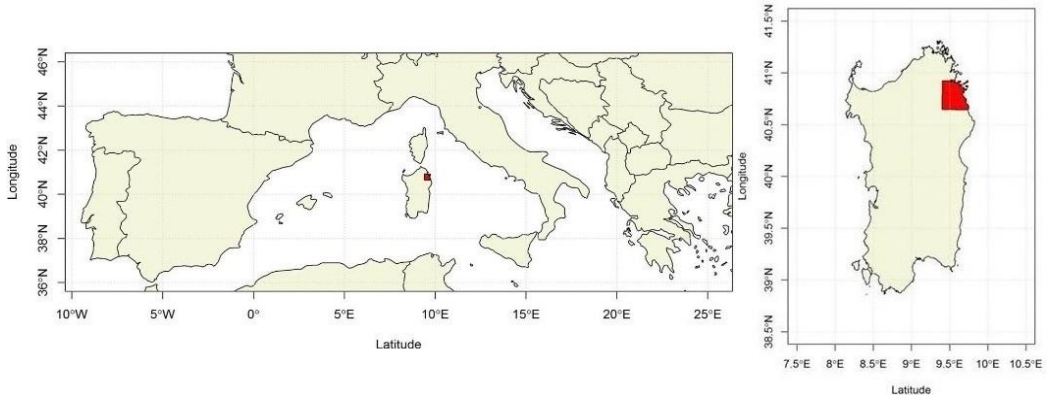 46°N
44°N
42°N
40°N
38°N
36°N
Longitude
10°W 5°W 0° 5°E 10°E 15°E 20°E 25°E
Latitude
41.5°N
41°N
40.5°N
40°N
39.5°N
39°N
38.5°N
Longitude
7.5°E 8°E 8.5°E 9°E 9.5°E 10°E 10.5°E
Latitude